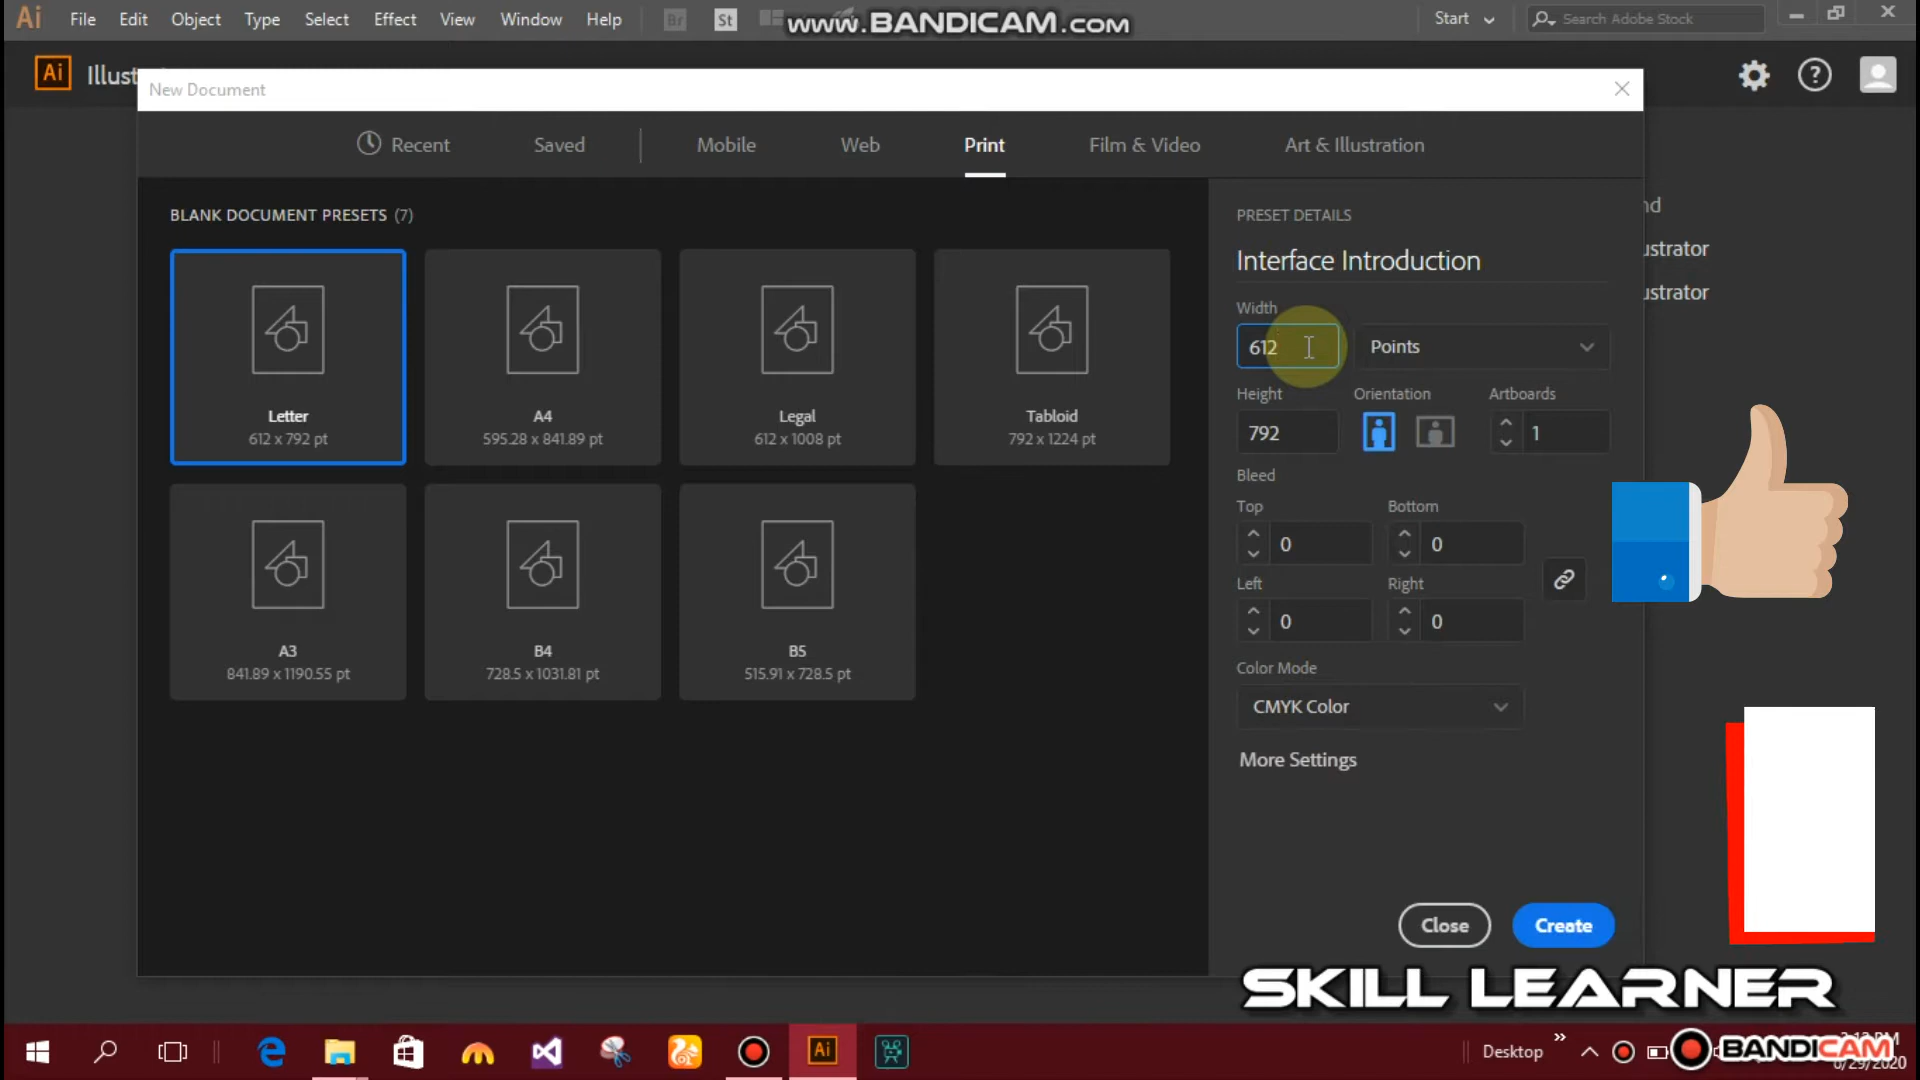 Ai File Edit Object Type Select Effect View Window Help Br St www.BANDICAM.com Start Search Adobe Stock
Ai
New Document
Recent Saved Mobile Web Print Film & Video Art & Illustration
BLANK DOCUMENT PRESETS (7)
Letter
612 x 792 pt
A4
595.28 x 841.89 pt
Legal
612 x 1008 pt
Tabloid
792 x 1224 pt
A3
841.89 x 1190.55 pt
B4
728.5 x 1031.81 pt
B5
515.91 x 728.5 pt
PRESET DETAILS
Interface Introduction
Width
612 Points
Height Orientation Artboards
792 1
Bleed
Top Bottom
0 0
Left Right
0 0
Color Mode
CMYK Color
More Settings
Close Create
SKILL LEARNER
Ai Desktop BANDICAM